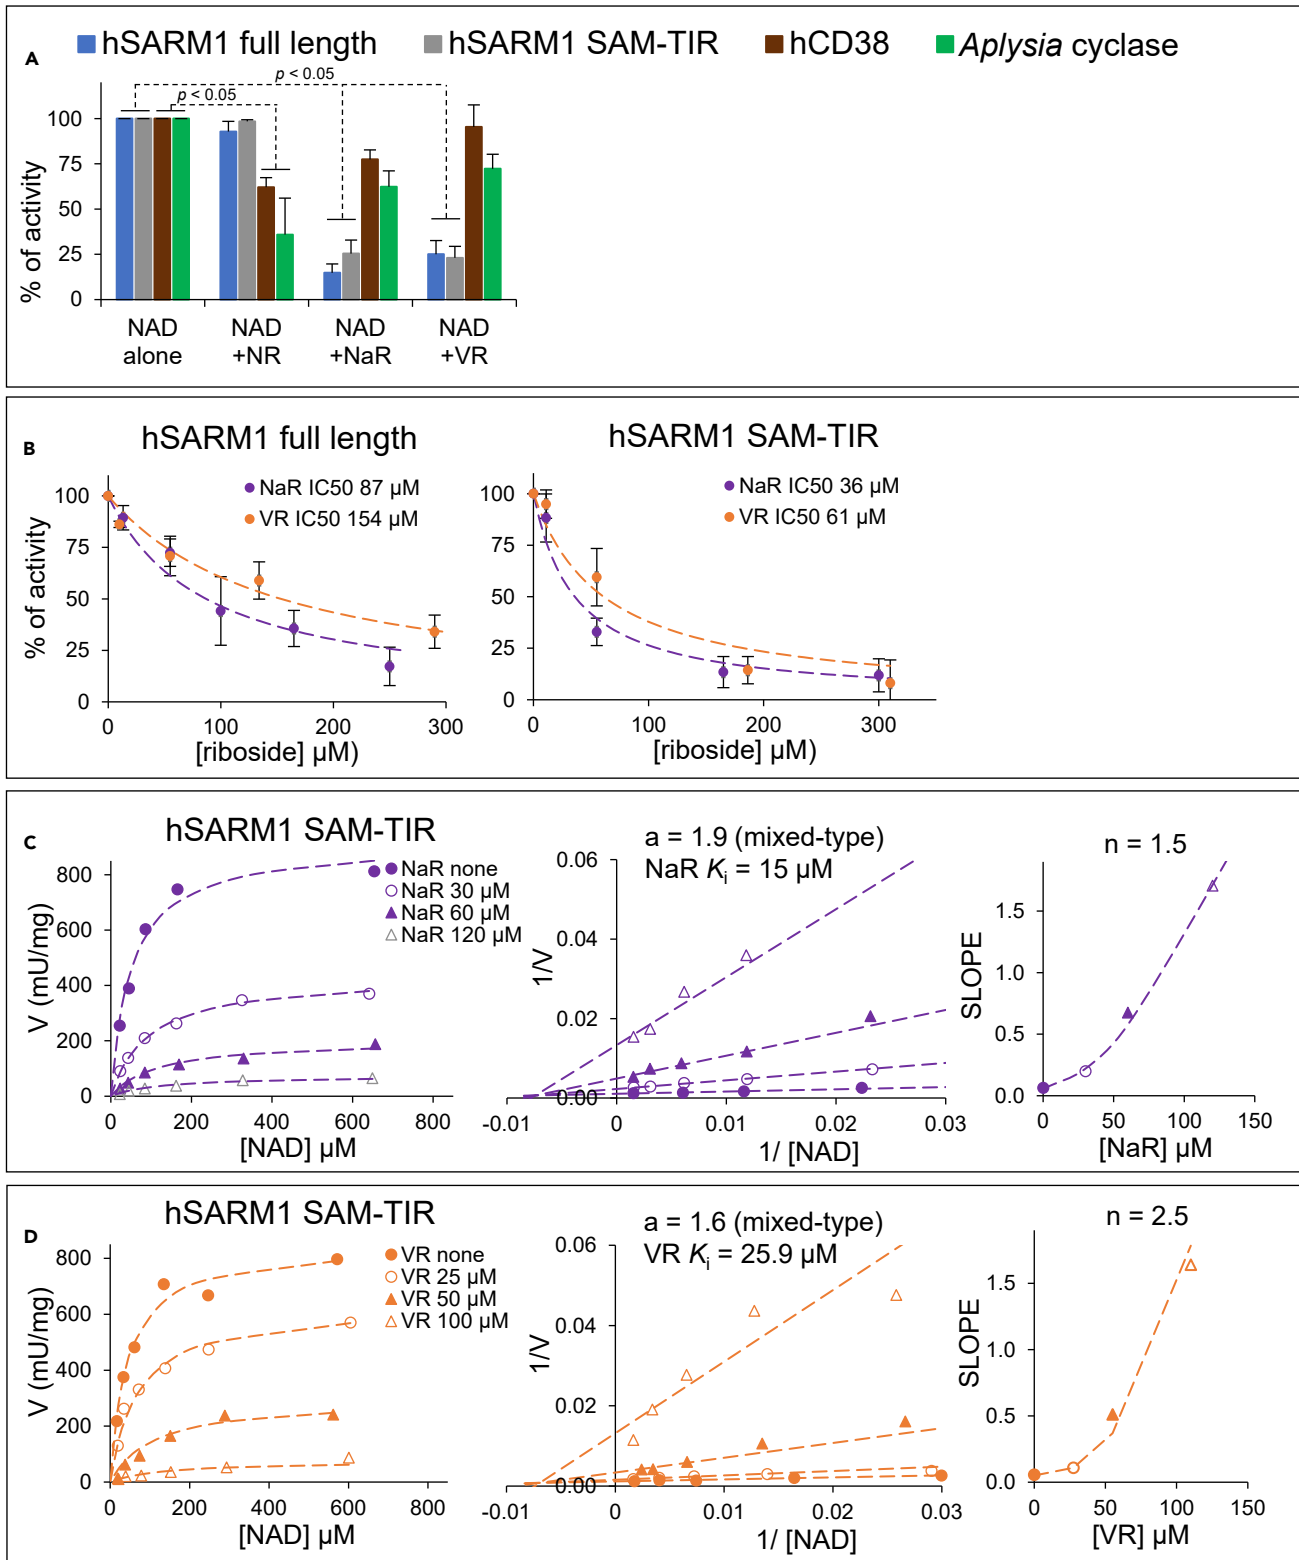 A
hSARM1 full length
hSARM1 SAM-TIR
hCD38
Aplysia cyclase
p < 0.05
p < 0.05
% of activity
100
75
50
25
0
NAD alone
NAD +NR
NAD +NaR
NAD +VR
B
hSARM1 full length
NaR IC50 87 µM
VR IC50 154 µM
% of activity
100
75
50
25
0
0 100 200 300
[riboside] µM)
hSARM1 SAM-TIR
NaR IC50 36 µM
VR IC50 61 µM
100
75
50
25
0
0 100 200 300
[riboside] µM)
C
hSARM1 SAM-TIR
NaR none
NaR 30 µM
NaR 60 µM
NaR 120 µM
V (mU/mg)
800
600
400
200
0
0 200 400 600 800
[NAD] µM
a = 1.9 (mixed-type)
NaR Ki = 15 µM
1/V
0.06
0.04
0.02
0.00
-0.01 0 0.01 0.02 0.03
1/ [NAD]
n = 1.5
SLOPE
1.5
1.0
0.5
0.0
0 50 100 150
[NaR] µM
D
hSARM1 SAM-TIR
VR none
VR 25 µM
VR 50 µM
VR 100 µM
V (mU/mg)
800
600
400
200
0
0 200 400 600 800
[NAD] µM
a = 1.6 (mixed-type)
VR Ki = 25.9 µM
1/V
0.06
0.04
0.02
0.00
-0.01 0 0.01 0.02 0.03
1/ [NAD]
n = 2.5
SLOPE
1.5
1.0
0.5
0.0
0 50 100 150
[VR] µM